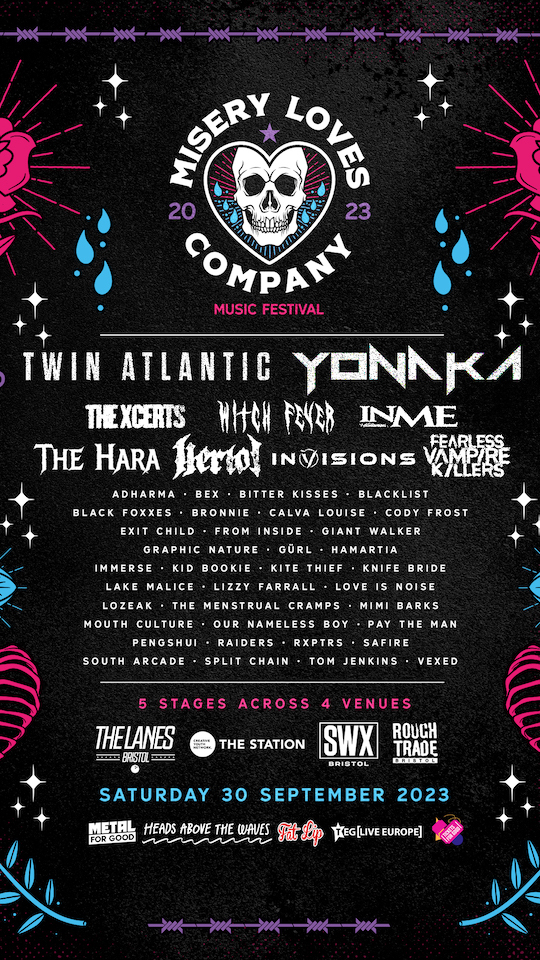 MISERY LOVES
20 23
COMPANY
MUSIC FESTIVAL
TWIN ATLANTIC YONAKA
THE XCERTS WITCH FEVER INME
THE HARA Heriot INVISIONS FEARLESS VAMPIRE KILLERS
ADHARMA · BEX · BITTER KISSES · BLACKLIST
BLACK FOXXES · BRONNIE · CALVA LOUISE · CODY FROST
EXIT CHILD · FROM INSIDE · GIANT WALKER
GRAPHIC NATURE · GÜRL · HAMARTIA
IMMERSE · KID BOOKIE · KITE THIEF · KNIFE BRIDE
LAKE MALICE · LIZZY FARRALL · LOVE IS NOISE
LOZEAK · THE MENSTRUAL CRAMPS · MIMI BARKS
MOUTH CULTURE · OUR NAMELESS BOY · PAY THE MAN
PENGSHUI · RAIDERS · RXPTRS · SAFIRE
SOUTH ARCADE · SPLIT CHAIN · TOM JENKINS · VEXED
5 STAGES ACROSS 4 VENUES
THE LANES BRISTOL CREATIVE YOUTH NETWORK THE STATION SWX BRISTOL ROUGH TRADE BRISTOL
SATURDAY 30 SEPTEMBER 2023
METAL FOR GOOD HEADS ABOVE THE WAVES Fat Lip EG[LIVE EUROPE]